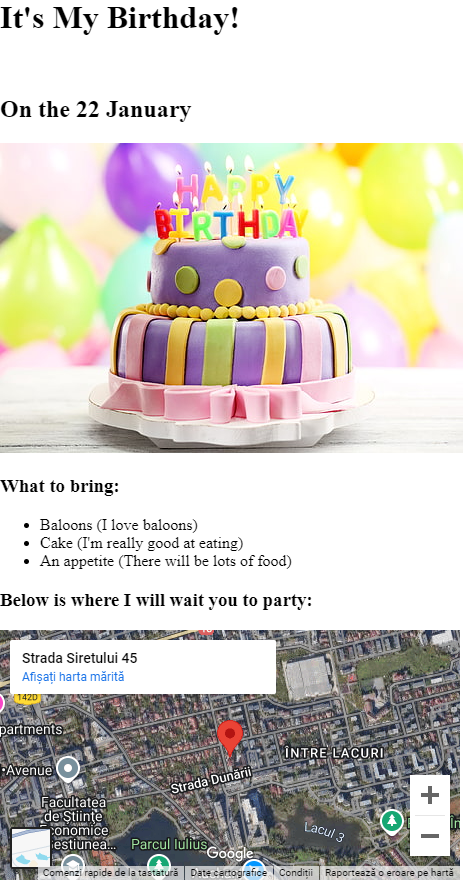 It's My Birthday!
On the 22 January
HAPPY
BIRTHDAY
What to bring:
Baloons (I love baloons)
Cake (I'm really good at eating)
An appetite (There will be lots of food)
Below is where I will wait you to party:
Strada Siretului 45
Afișați harta mărită
142D
partments
Avenue
ÎNTRE LACURI
Strada Dunării
Facultatea
de Științe
Economice
Gestiunea...
Parcul Iulius
Lacul 3
Google
Comenzi rapide de la tastatură
Date cartografice
Condiții
Raportează o eroare pe hartă